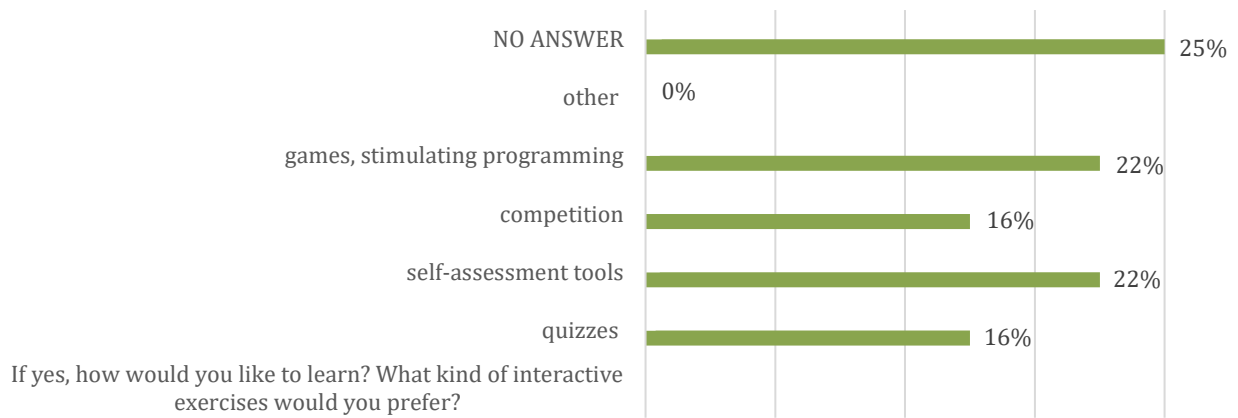 NO ANSWER
25%
other
0%
games, stimulating programming
22%
competition
16%
self-assessment tools
22%
quizzes
16%
If yes, how would you like to learn? What kind of interactive
exercises would you prefer?